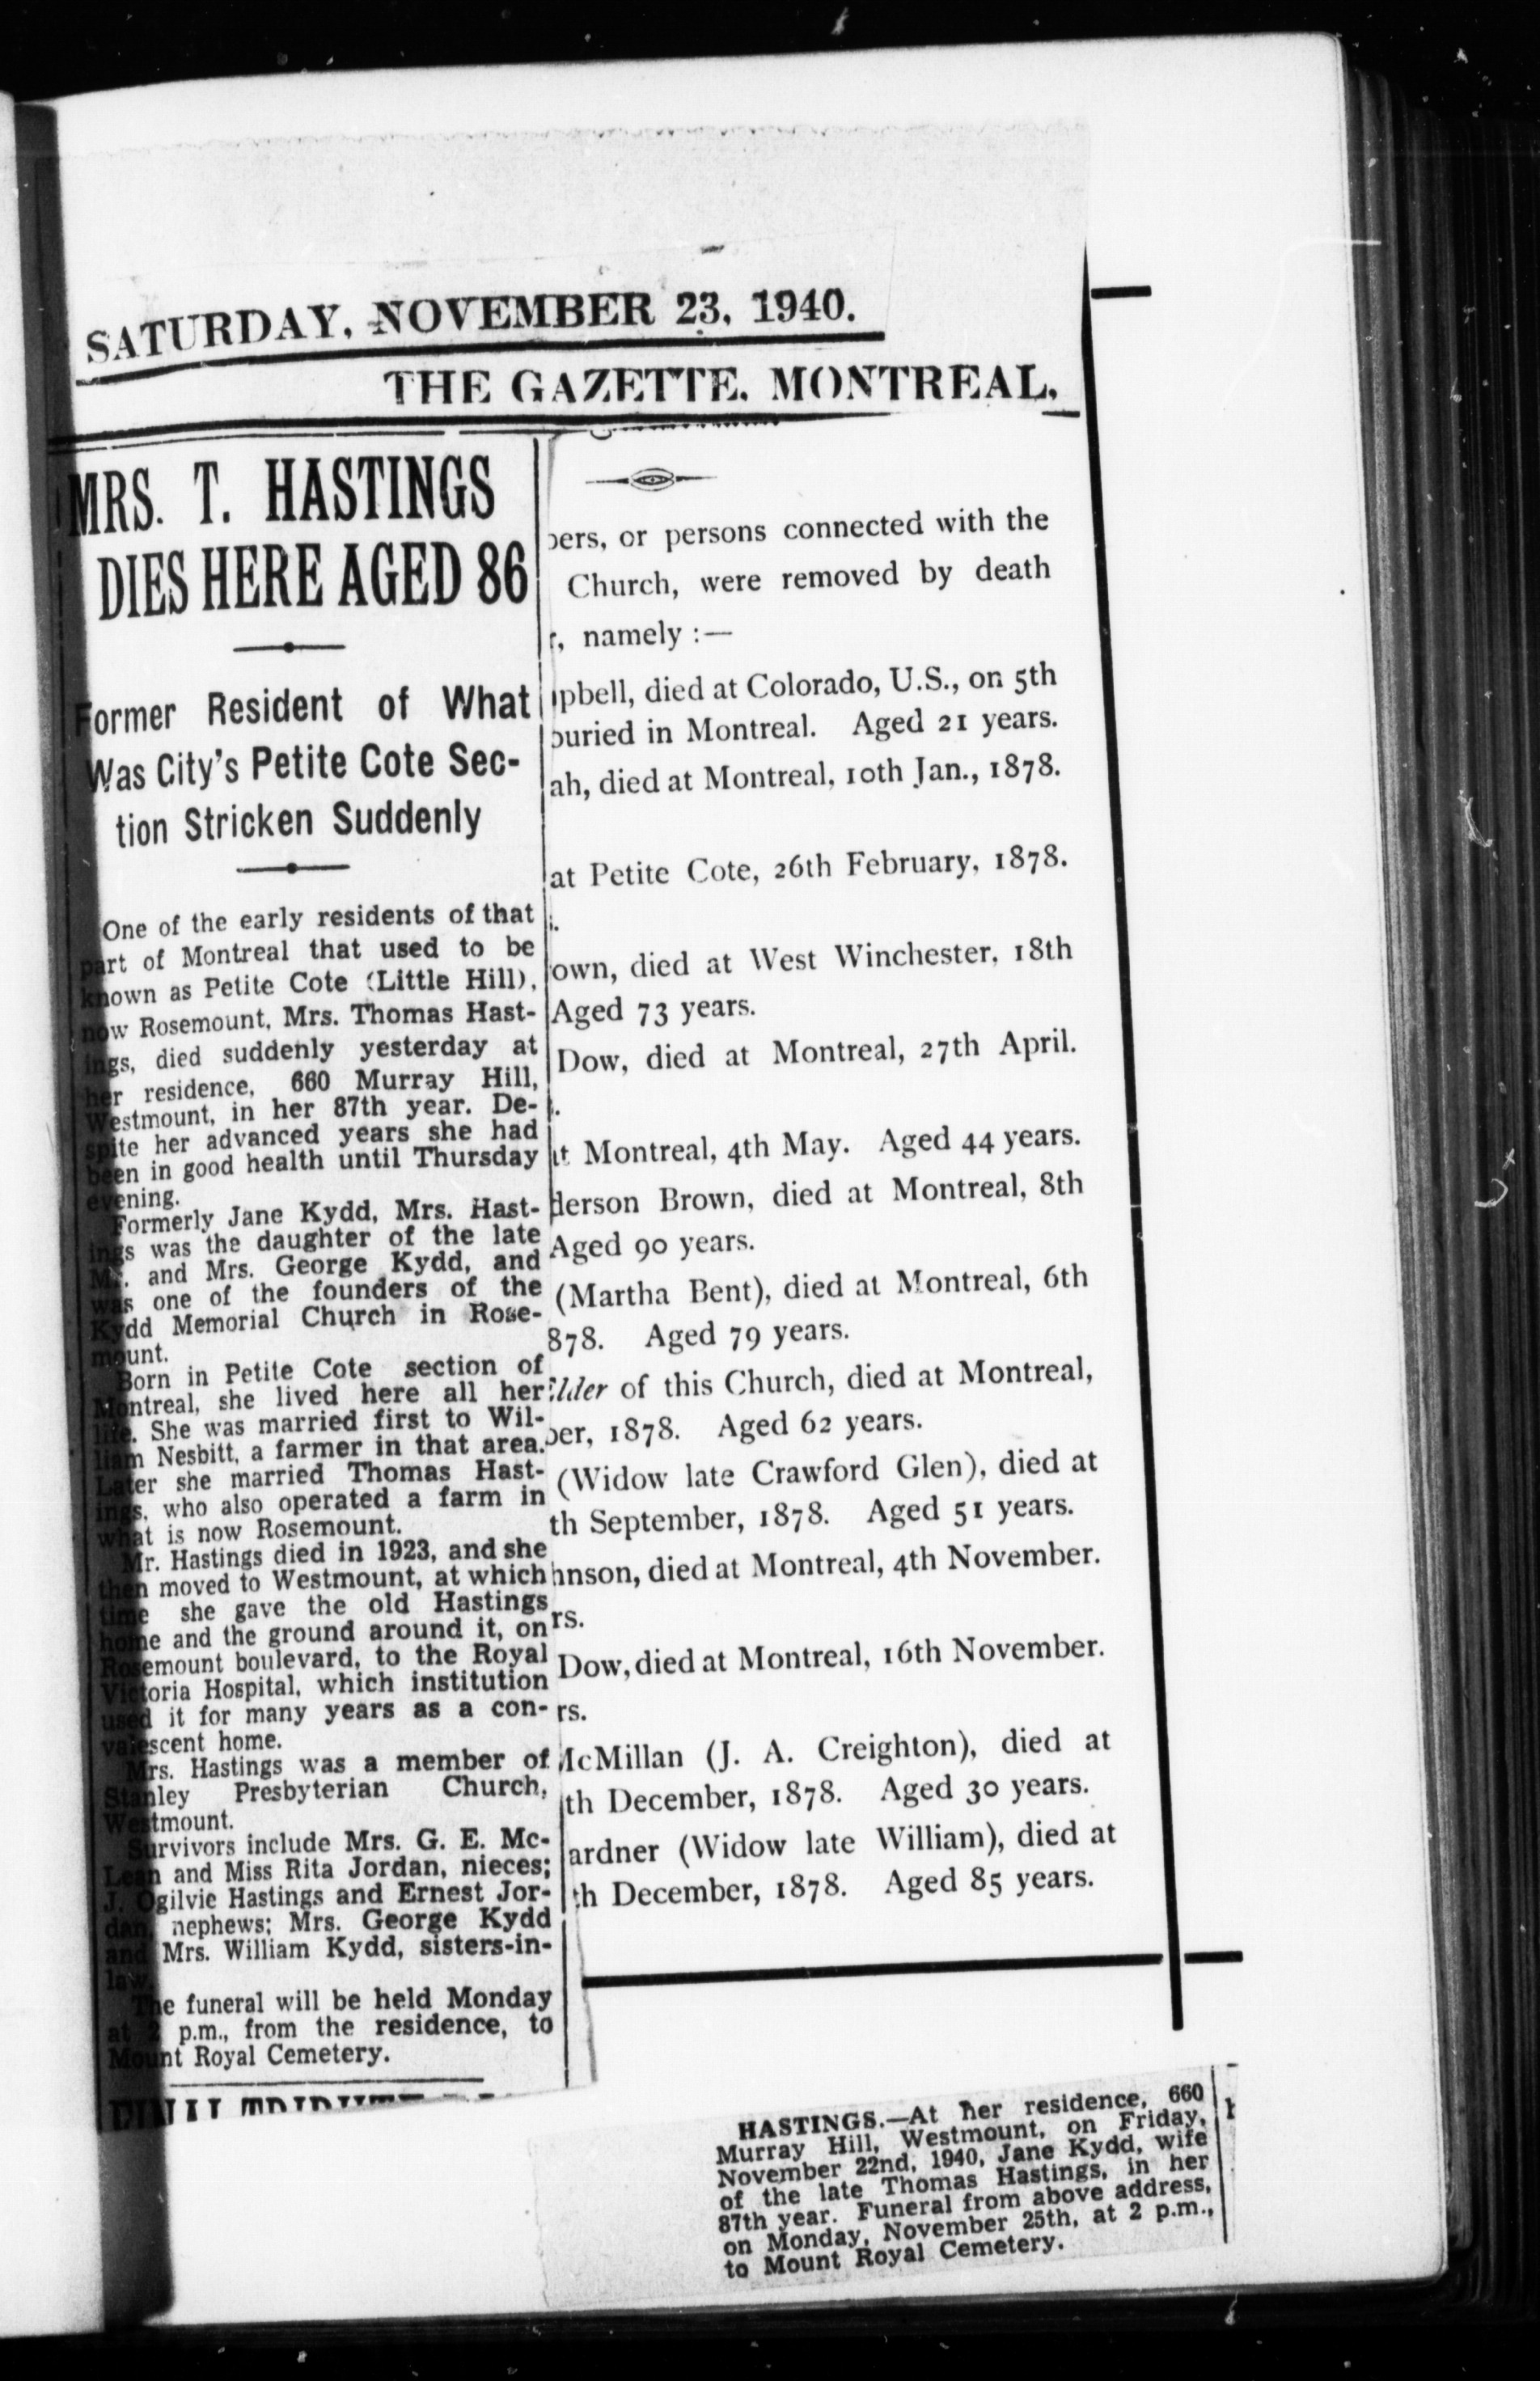 SATURDAY, NOVEMBER 23, 1940.
THE GAZETTE, MONTREAL,
MRS. T. HASTINGS
DIES HERE AGED 86
Former Resident of What
Was City's Petite Cote Sec-
tion Stricken Suddenly
One of the early residents of that
part of Montreal that used to be
known as Petite Cote (Little Hill),
now Rosemount, Mrs. Thomas Hast-
ings, died suddenly yesterday at
her residence, 660 Murray Hill,
Westmount, in her 87th year. De-
spite her advanced years she had
been in good health until Thursday
evening.
Formerly Jane Kydd, Mrs. Hast-
ings was the daughter of the late
Mr. and Mrs. George Kydd, and
was one of the founders of the
Kydd Memorial Church in Rose-
mount.
Born in Petite Cote section of
Montreal, she lived here all her
life. She was married first to Wil-
liam Nesbitt, a farmer in that area.
Later she married Thomas Hast-
ings, who also operated a farm in
what is now Rosemount.
Mr. Hastings died in 1923, and she
then moved to Westmount, at which
time she gave the old Hastings
home and the ground around it, on
Rosemount boulevard, to the Royal
Victoria Hospital, which institution
used it for many years as a con-
valescent home.
Mrs. Hastings was a member of
Stanley Presbyterian Church,
Westmount.
Survivors include Mrs. G. E. Mc-
Lean and Miss Rita Jordan, nieces;
J. Ogilvie Hastings and Ernest Jor-
dan, nephews; Mrs. George Kydd
and Mrs. William Kydd, sisters-in-
law.
The funeral will be held Monday
at 2 p.m., from the residence, to
Mount Royal Cemetery.
bers, or persons connected with the
Church, were removed by death
r, namely :—
pbell, died at Colorado, U.S., on 5th
buried in Montreal. Aged 21 years.
ah, died at Montreal, 10th Jan., 1878.
at Petite Cote, 26th February, 1878.
s.
own, died at West Winchester, 18th
Aged 73 years.
Dow, died at Montreal, 27th April.
s.
at Montreal, 4th May. Aged 44 years.
derson Brown, died at Montreal, 8th
Aged 90 years.
(Martha Bent), died at Montreal, 6th
878. Aged 79 years.
Elder of this Church, died at Montreal,
ber, 1878. Aged 62 years.
(Widow late Crawford Glen), died at
th September, 1878. Aged 51 years.
hnson, died at Montreal, 4th November.
rs.
Dow, died at Montreal, 16th November.
rs.
McMillan (J. A. Creighton), died at
th December, 1878. Aged 30 years.
ardner (Widow late William), died at
th December, 1878. Aged 85 years.
HASTINGS.—At her residence, 660
Murray Hill, Westmount, on Friday,
November 22nd, 1940, Jane Kydd, wife
of the late Thomas Hastings, in her
87th year. Funeral from above address,
on Monday, November 25th, at 2 p.m.,
to Mount Royal Cemetery.